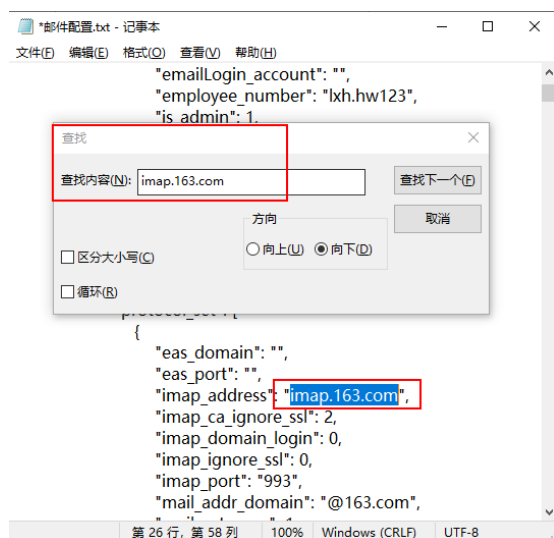 *邮件配置.txt - 记事本
文件(F) 编辑(E) 格式(O) 查看(V) 帮助(H)
"emailLogin_account": "",
"employee_number": "lxh.hw123",
"is_admin": 1,
查找
查找内容(N): imap.163.com
查找下一个(F)
方向
取消
向上(U) 向下(D)
区分大小写(C)
循环(R)
{
"eas_domain": "",
"eas_port": "",
"imap_address": "imap.163.com",
"imap_ca_ignore_ssl": 2,
"imap_domain_login": 0,
"imap_ignore_ssl": 0,
"imap_port": "993",
"mail_addr_domain": "@163.com",
第 26 行，第 58 列 100% Windows (CRLF) UTF-8